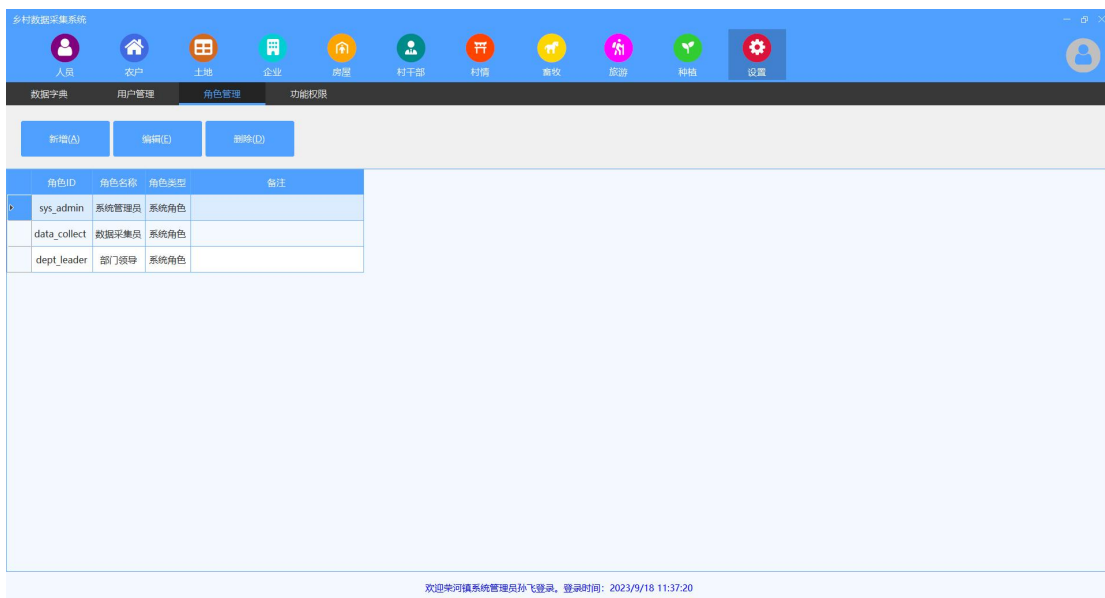 乡村数据采集系统
人员 农户 土地 企业 房屋 村干部 村情 畜牧 旅游 种植 设置
数据字典 用户管理 角色管理 功能权限
新增(A) 编辑(E) 删除(D)
角色ID 角色名称 角色类型 备注
sys_admin 系统管理员 系统角色
data_collect 数据采集员 系统角色
dept_leader 部门领导 系统角色
欢迎荣河镇系统管理员孙飞登录。登录时间：2023/9/18 11:37:20